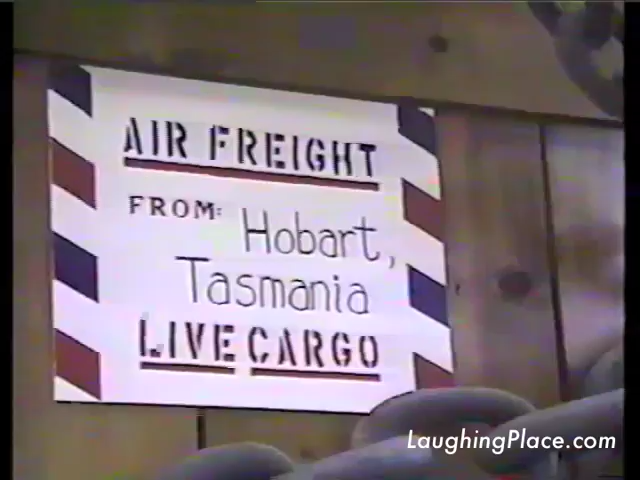 AIR FREIGHT
FROM: Hobart,
Tasmania
LIVE CARGO
LaughingPlace.com